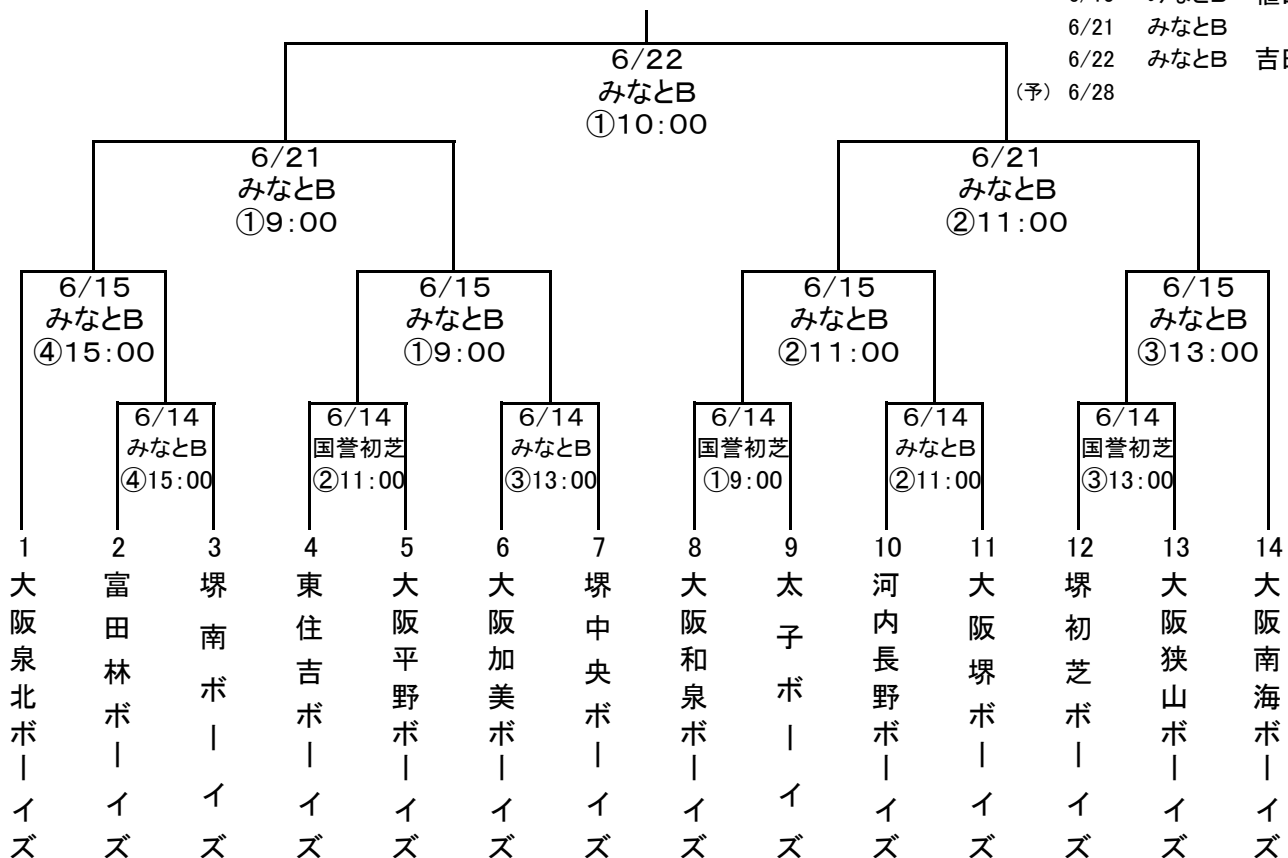 6/21 みなとB
6/22 みなとB
(予) 6/28
6/22
みなとB
①10:00
6/21
みなとB
①9:00
6/21
みなとB
②11:00
6/15
みなとB
④15:00
6/15
みなとB
①9:00
6/15
みなとB
②11:00
6/15
みなとB
③13:00
6/14
みなとB
④15:00
6/14
国誉初芝
②11:00
6/14
みなとB
③13:00
6/14
国誉初芝
①9:00
6/14
みなとB
②11:00
6/14
国誉初芝
③13:00
1 2 3 4 5 6 7 8 9 10 11 12 13 14
大阪泉北ボーイズ
富田林ボーイズ
堺南ボーイズ
東住吉ボーイズ
大阪平野ボーイズ
大阪加美ボーイズ
堺中央ボーイズ
大阪和泉ボーイズ
太子ボーイズ
河内長野ボーイズ
大阪堺ボーイズ
堺初芝ボーイズ
大阪狭山ボーイズ
大阪南海ボーイズ